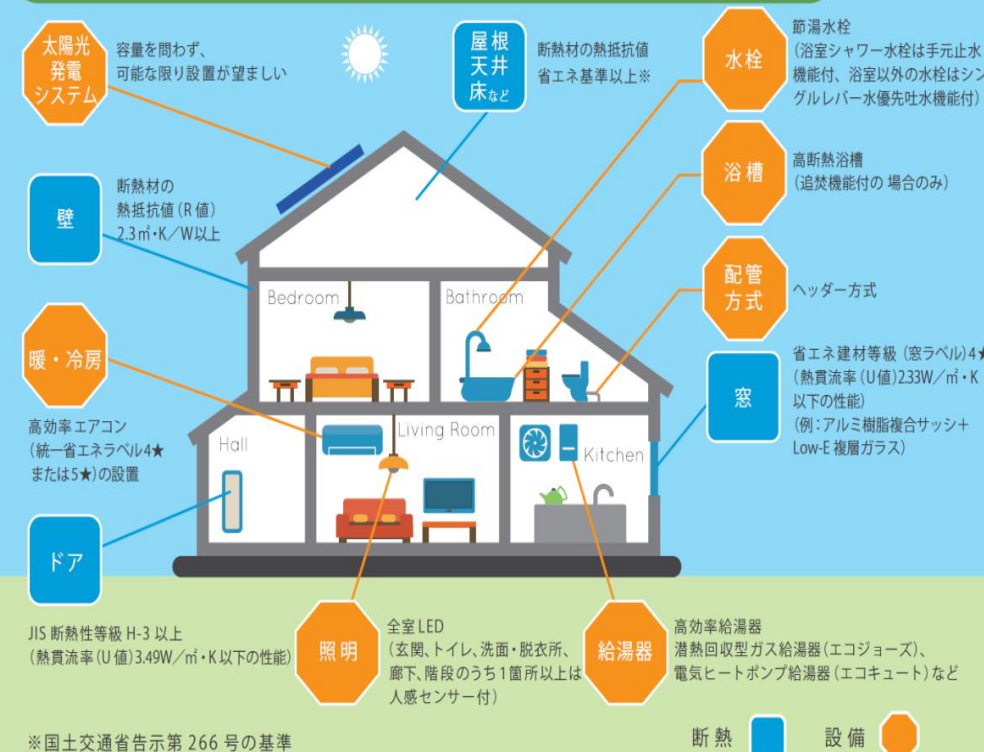 太陽光
発電
システム
容量を問わず、
可能な限り設置が望ましい
屋根
天井
床など
断熱材の熱抵抗値
省エネ基準以上※
水栓
節湯水栓
(浴室シャワー水栓は手元止水
機能付、浴室以外の水栓はシン
グルレバー水優先吐水機能付)
浴槽
高断熱浴槽
(追焚機能付の 場合のみ)
壁
断熱材の
熱抵抗値(R値)
2.3㎡・K/W以上
配管
方式
ヘッダー方式
Bedroom
Bathroom
暖・冷房
高効率エアコン
(統一省エネラベル4★
または5★)の設置
窓
省エネ建材等級(窓ラベル)4★
(熱貫流率(U値)2.33W/㎡・K
以下の性能)
(例:アルミ樹脂複合サッシ+
Low-E 複層ガラス)
Hall
Living Room
Kitchen
ドア
JIS 断熱性等級 H-3 以上
(熱貫流率(U値)3.49W/㎡・K以下の性能)
照明
全室LED
(玄関、トイレ、洗面・脱衣所、
廊下、階段のうち1箇所以上は
人感センサー付)
給湯器
高効率給湯器
潜熱回収型ガス給湯器(エコジョーズ)、
電気ヒートポンプ給湯器(エコキュート)など
※国土交通省告示第 266 号の基準
断熱
設備